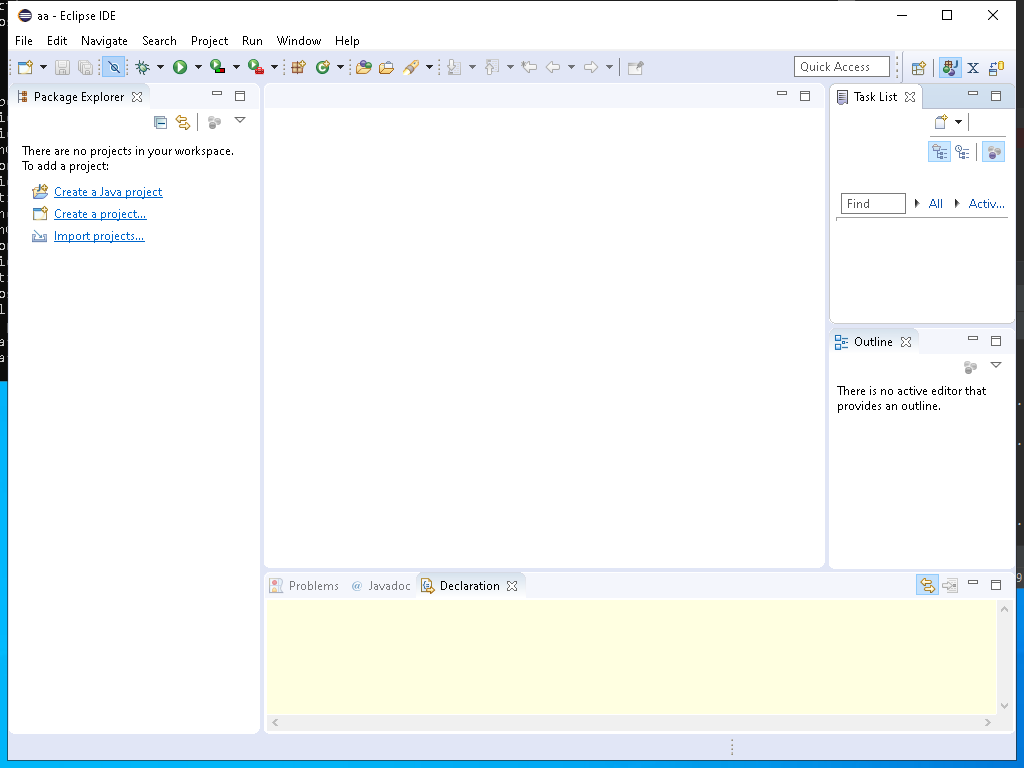 aa - Eclipse IDE
File Edit Navigate Search Project Run Window Help
Quick Access
Package Explorer
There are no projects in your workspace.
To add a project:
Create a Java project
Create a project...
Import projects...
Task List
Find All Activ...
Outline
There is no active editor that
provides an outline.
Problems @ Javadoc Declaration